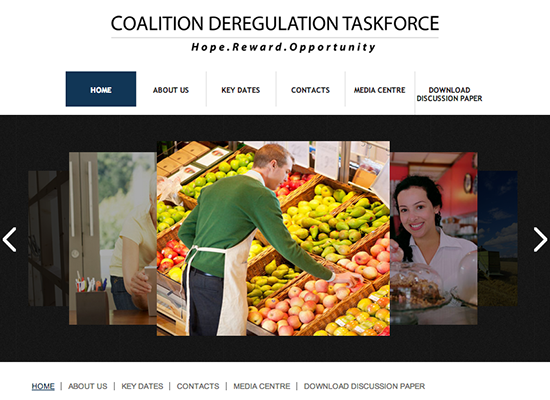 COALITION DEREGULATION TASKFORCE
Hope.Reward.Opportunity
HOME ABOUT US KEY DATES CONTACTS MEDIA CENTRE DOWNLOAD
DISCUSSION PAPER
HOME | ABOUT US | KEY DATES | CONTACTS | MEDIA CENTRE | DOWNLOAD DISCUSSION PAPER